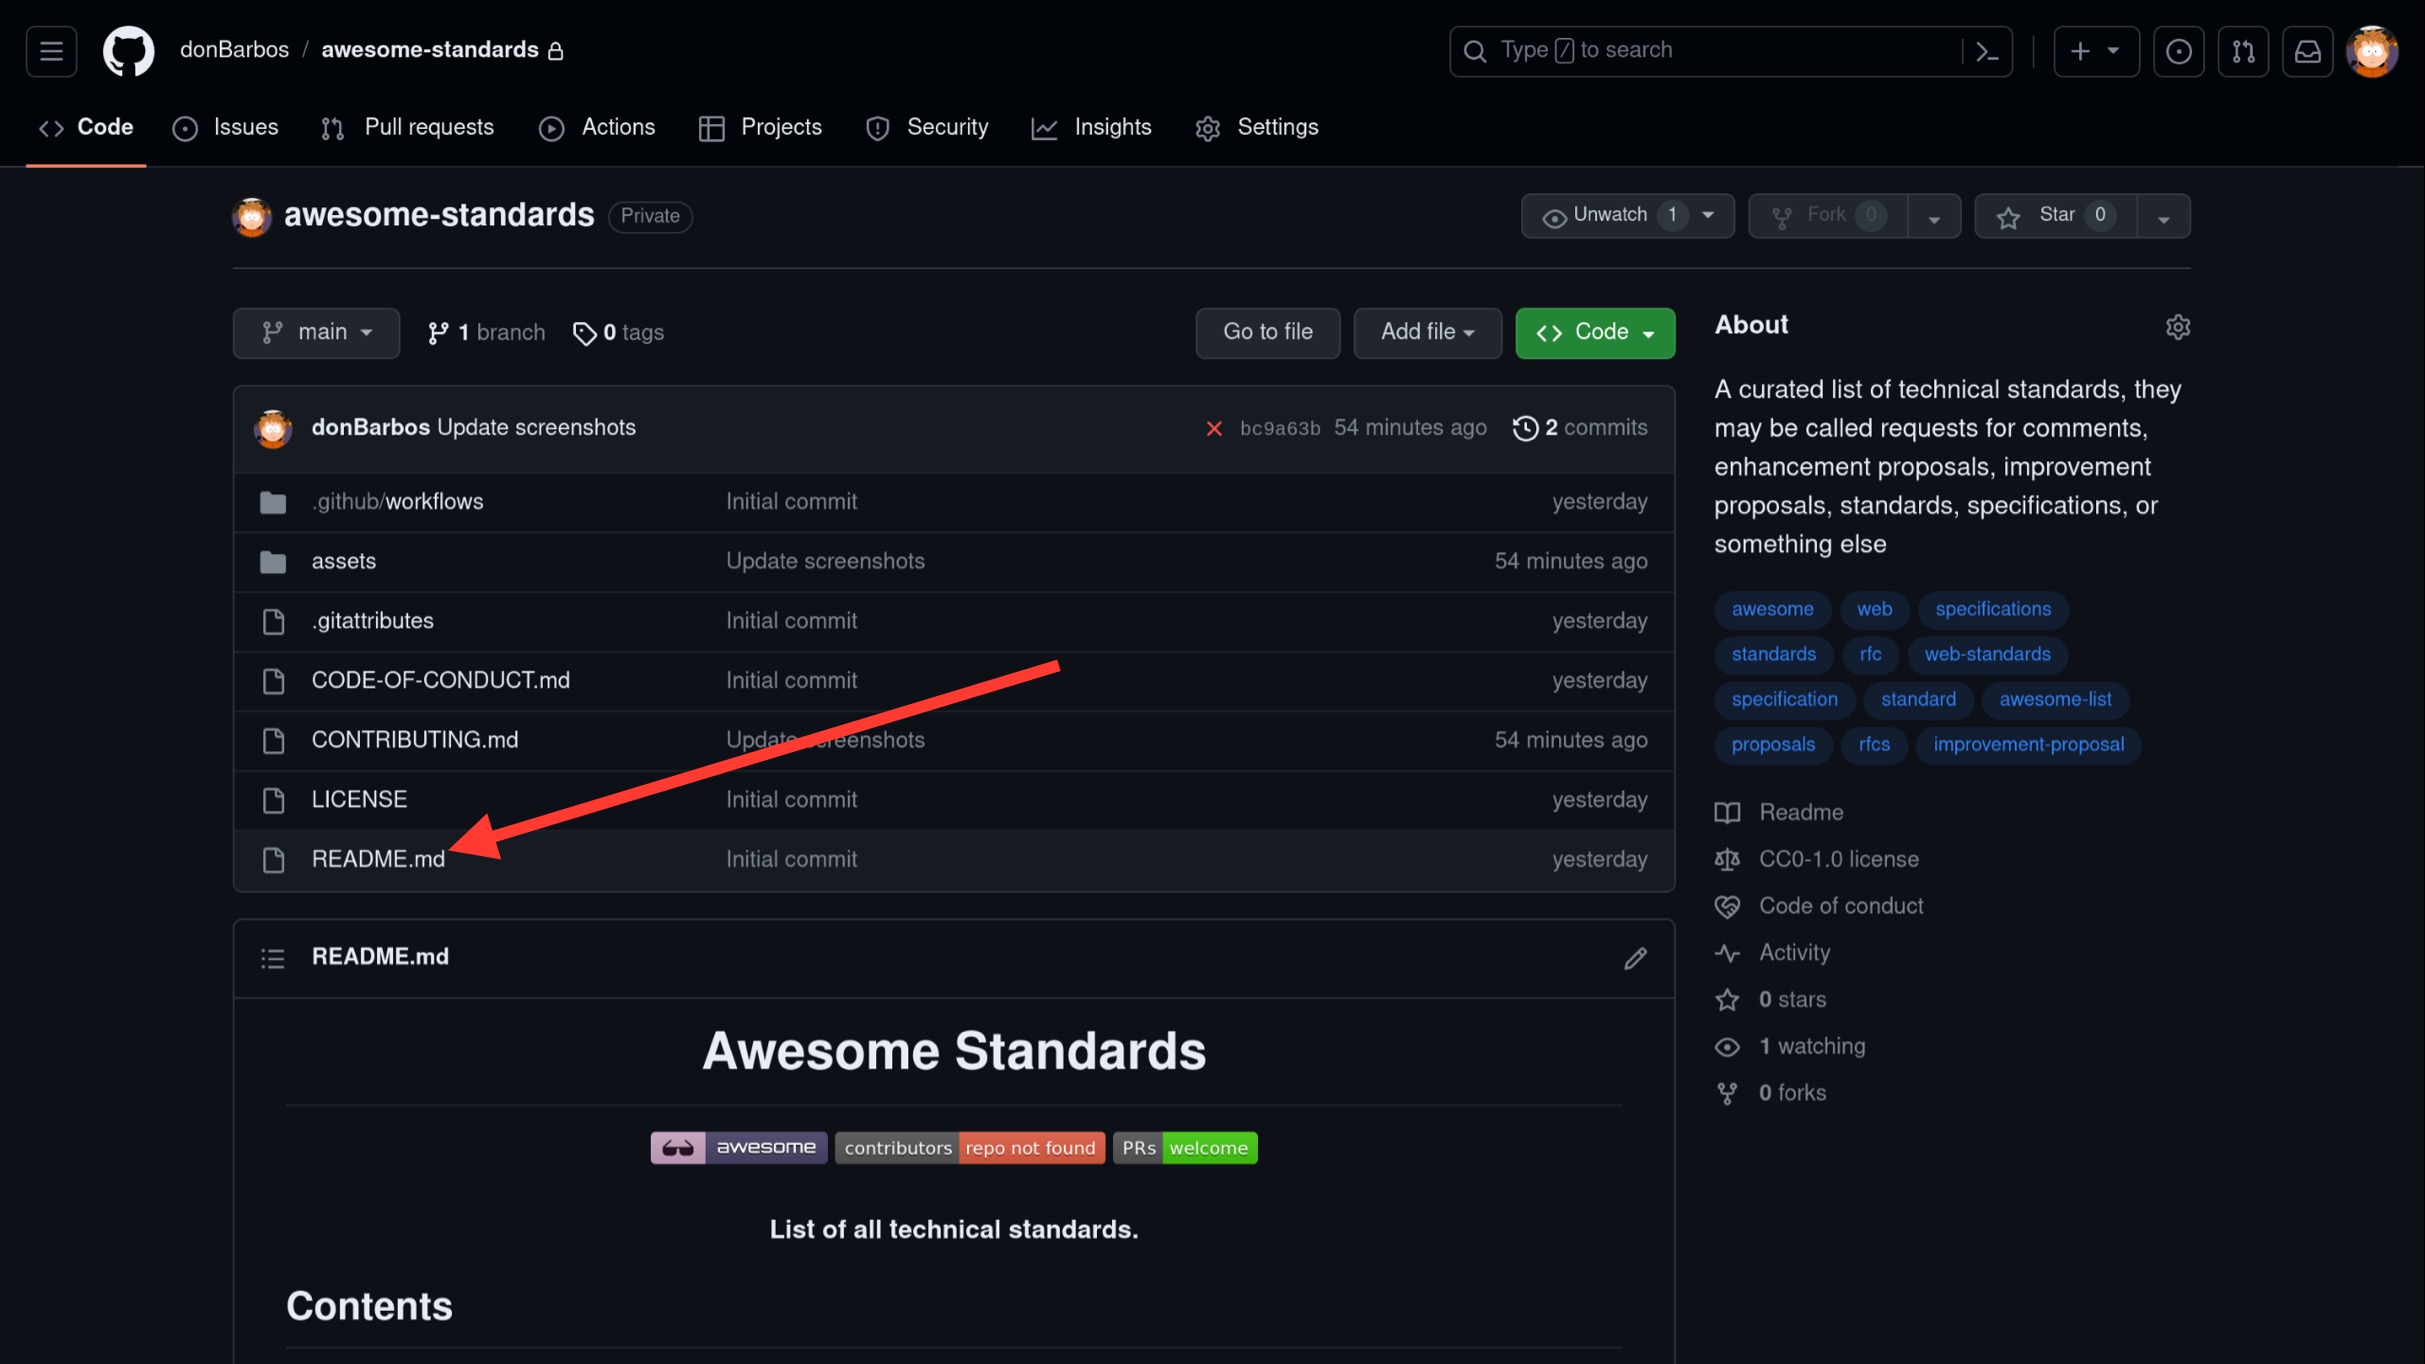 donBarbos / awesome-standards
Type / to search
Code Issues Pull requests Actions Projects Security Insights Settings
awesome-standards Private
Unwatch 1 Fork 0 Star 0
main 1 branch 0 tags
Go to file Add file Code
donBarbos Update screenshots bc9a63b 54 minutes ago 2 commits
.github/workflows Initial commit yesterday
assets Update screenshots 54 minutes ago
.gitattributes Initial commit yesterday
CODE-OF-CONDUCT.md Initial commit yesterday
CONTRIBUTING.md Update screenshots 54 minutes ago
LICENSE Initial commit yesterday
README.md Initial commit yesterday
README.md
Awesome Standards
awesome contributors repo not found PRs welcome
List of all technical standards.
Contents
About
A curated list of technical standards, they
may be called requests for comments,
enhancement proposals, improvement
proposals, standards, specifications, or
something else
awesome web specifications
standards rfc web-standards
specification standard awesome-list
proposals rfcs improvement-proposal
Readme
CC0-1.0 license
Code of conduct
Activity
0 stars
1 watching
0 forks